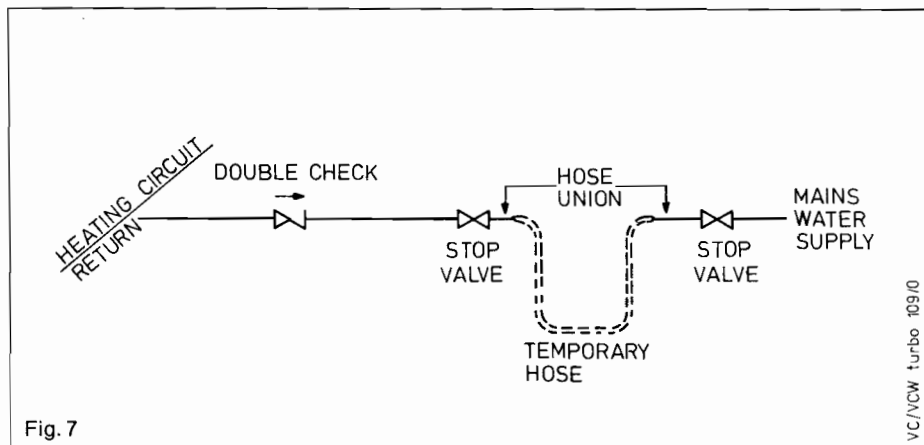 HEATING CIRCUIT
RETURN
DOUBLE CHECK
STOP
VALVE
HOSE
UNION
TEMPORARY
HOSE
STOP
VALVE
MAINS
WATER
SUPPLY
VC/VCW turbo 109/0
Fig. 7